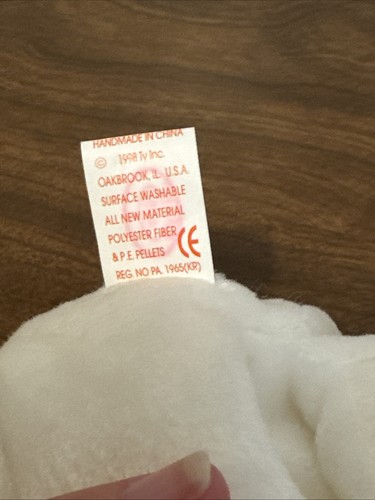 HANDMADE IN CHINA
© 1998 Ty Inc.
OAKBROOK, IL U.S.A.
SURFACE WASHABLE
ALL NEW MATERIAL
POLYESTER FIBER
& P.E. PELLETS CE
REG. NO PA. 1965(KR)